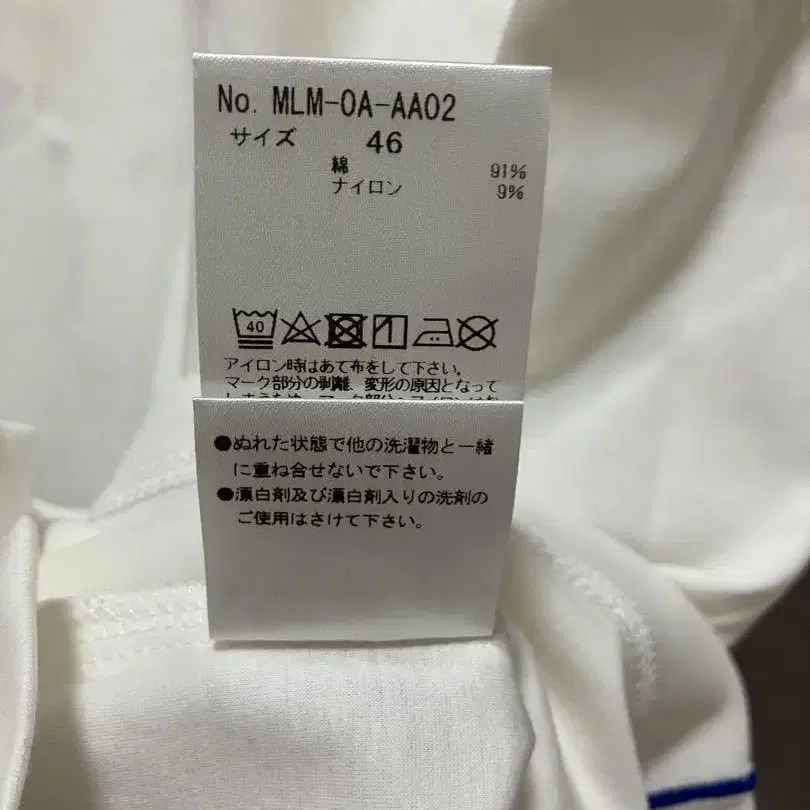 No. MLM-OA-AA02
サイズ 46
綿 91%
ナイロン 9%
40
アイロン時はあて布をして下さい。
マーク部分の剥離、変形の原因となって
●ぬれた状態で他の洗濯物と一緒
に重ね合せないで下さい。
●漂白剤及び漂白剤入りの洗剤の
ご使用はさけて下さい。